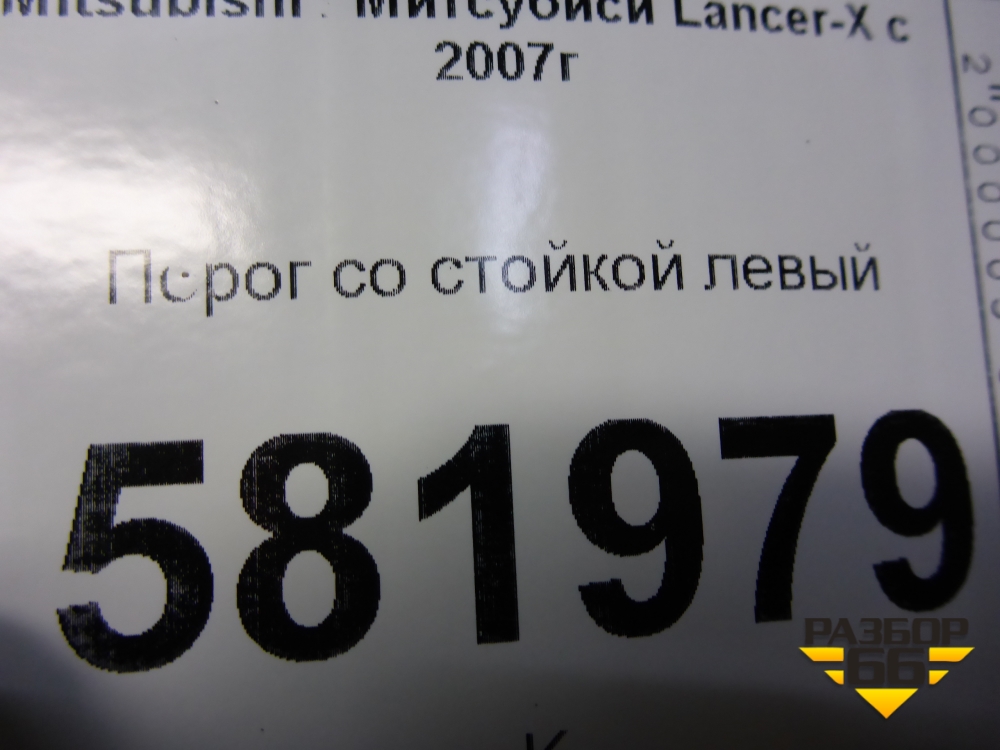 Mitsubishi Митсубиси Lancer-X с
2007г
Порог со стойкой левый
581979
РАЗБОР
66